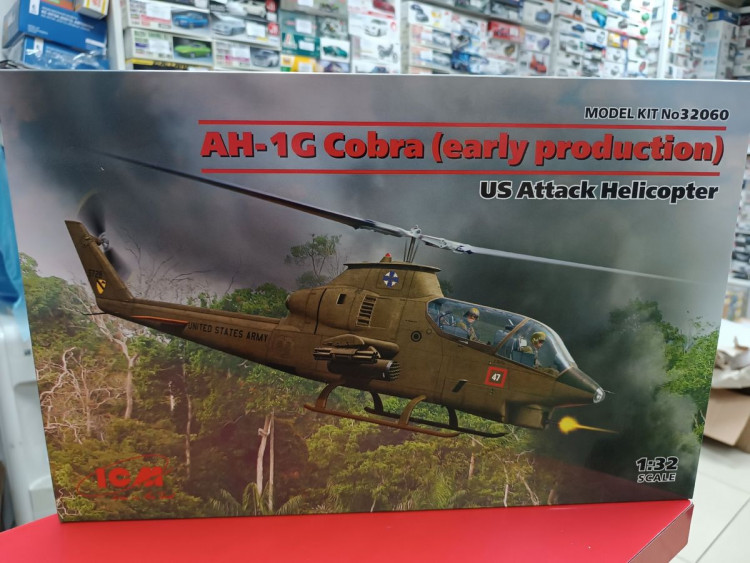 MODEL KIT No32060
AH-1G Cobra (early production)
US Attack Helicopter
UNITED STATES ARMY
47
ICM
1:32
SCALE